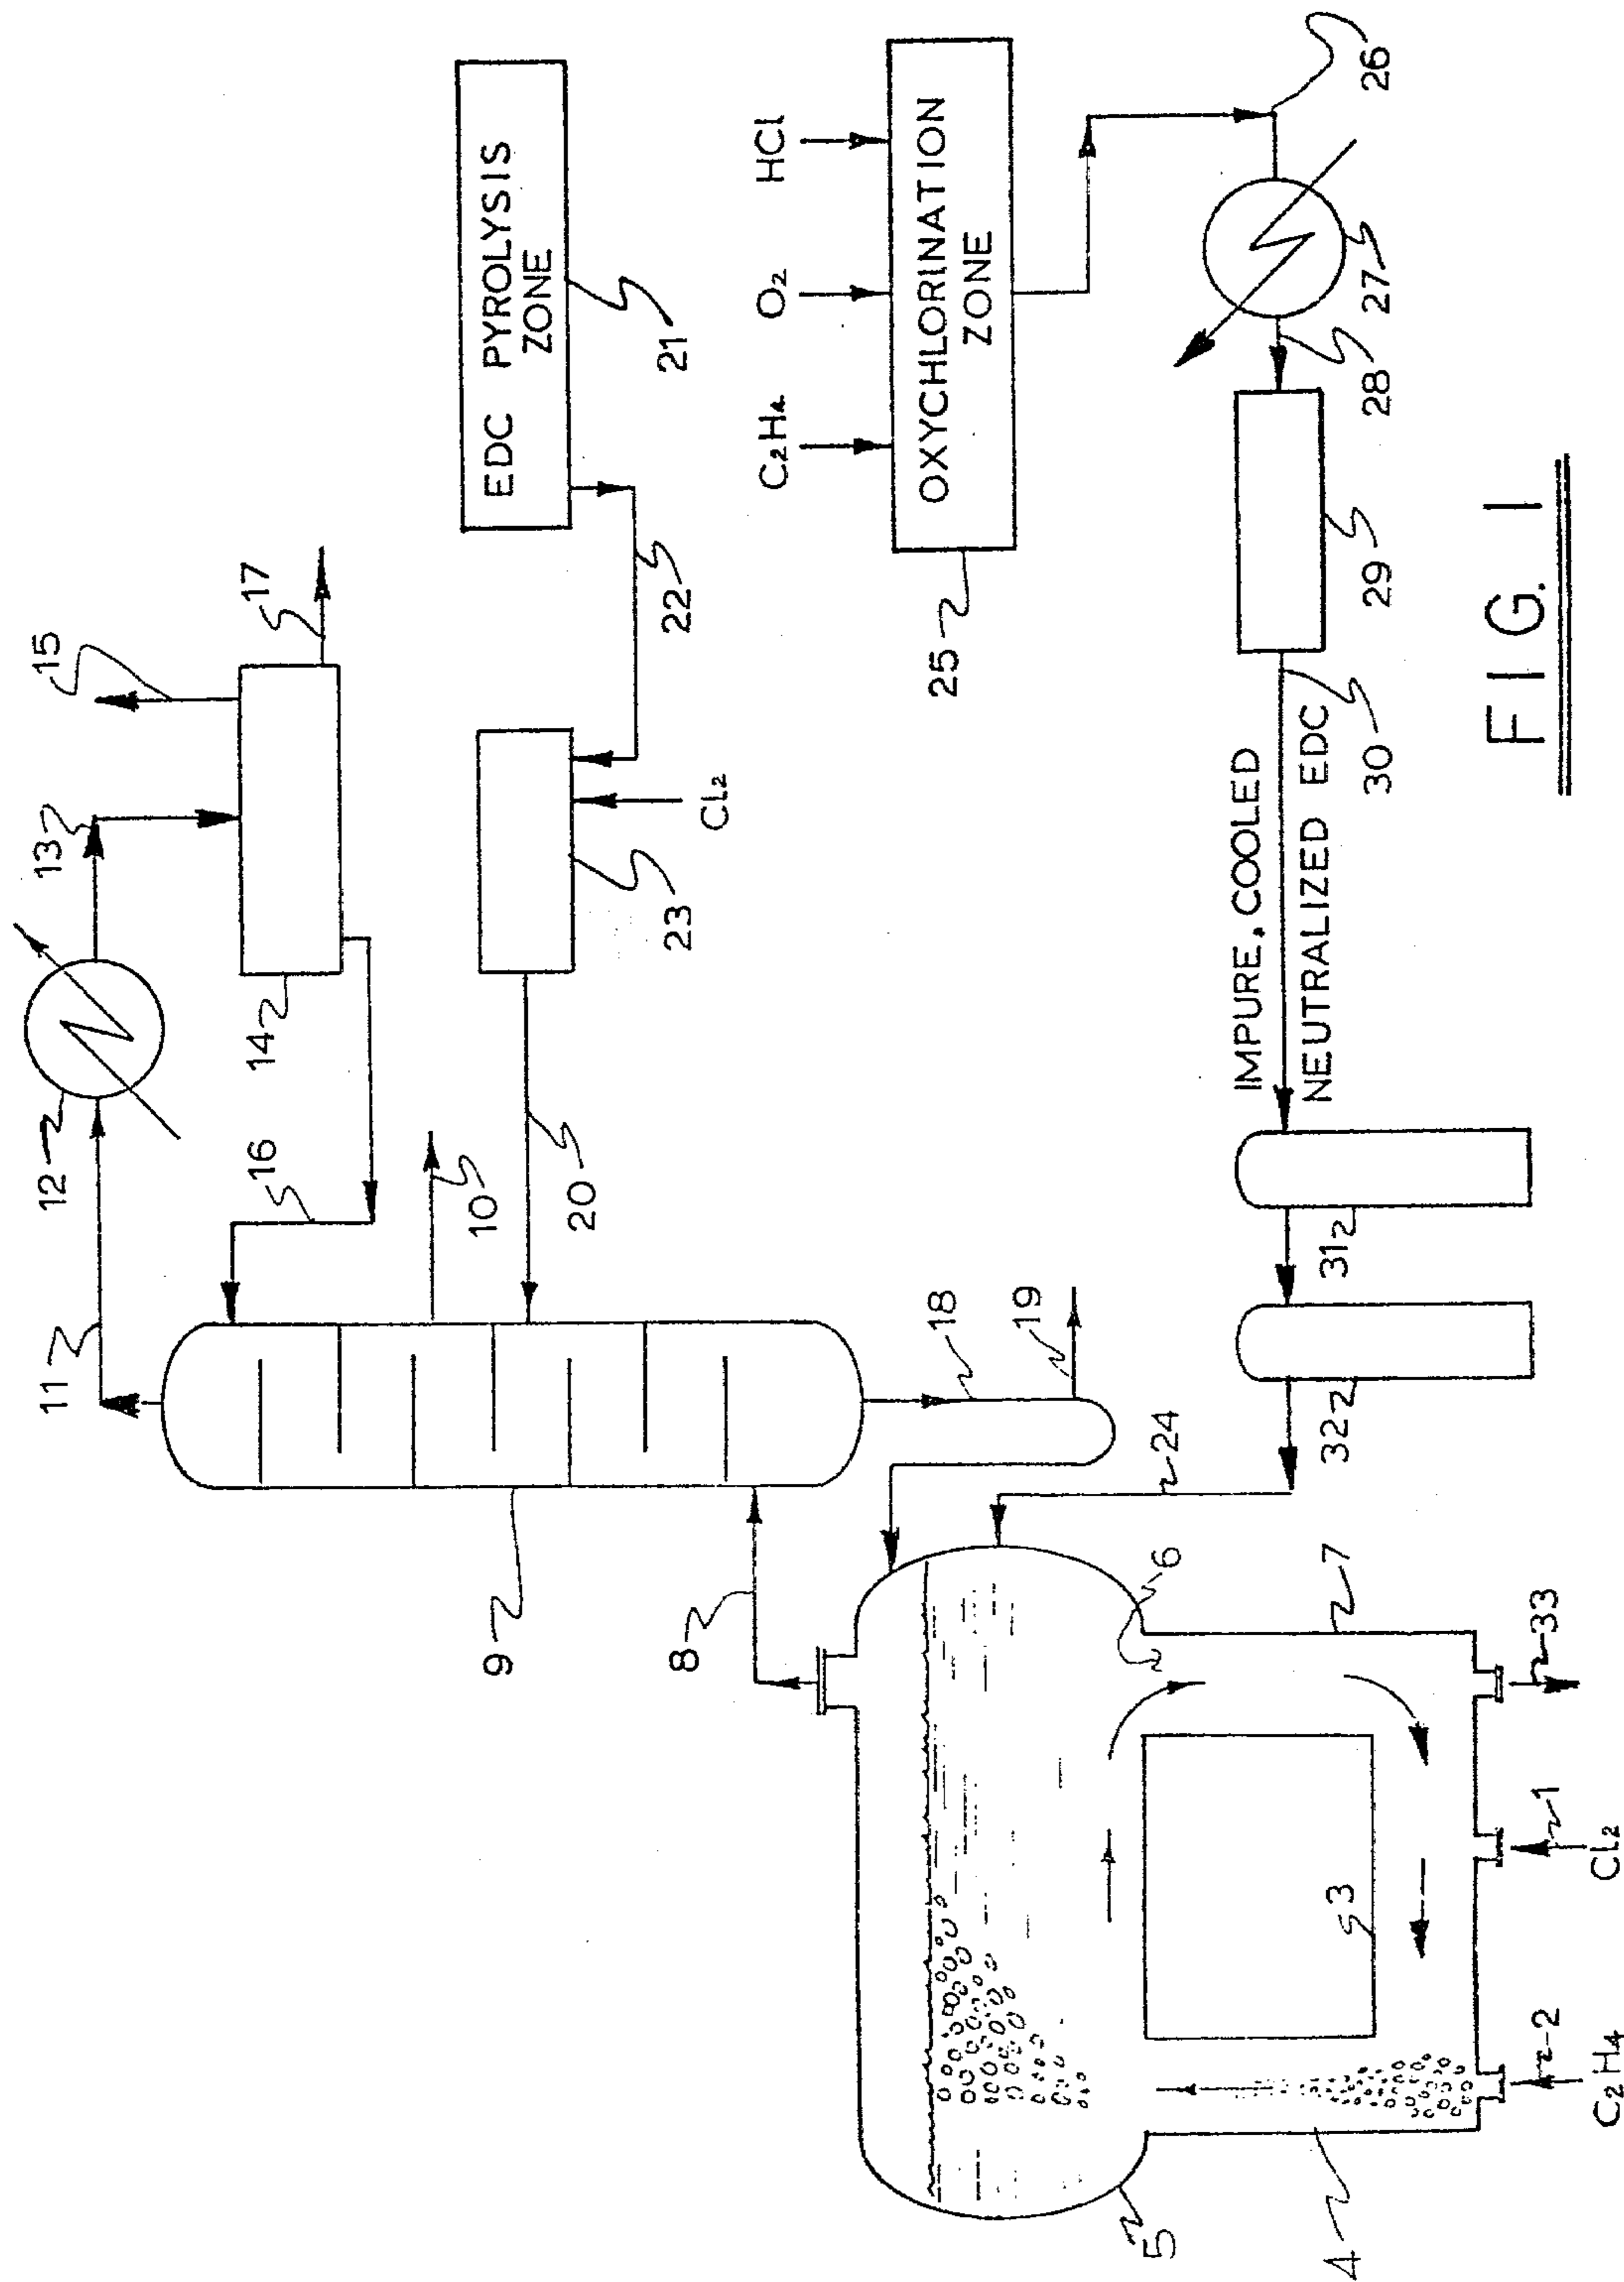 11
12
13
15
17
14
16
10
20
9
8
18
19
24
EDC PYROLYSIS
ZONE
21
22
23
Cl₂
C₂H₄
O₂
HCl
OXYCHLORINATION
ZONE
25
26
27
28
29
30
IMPURE, COOLED
NEUTRALIZED EDC
31
32
5
6
7
3
4
33
1
2
Cl₂
C₂H₄
FIG. 1